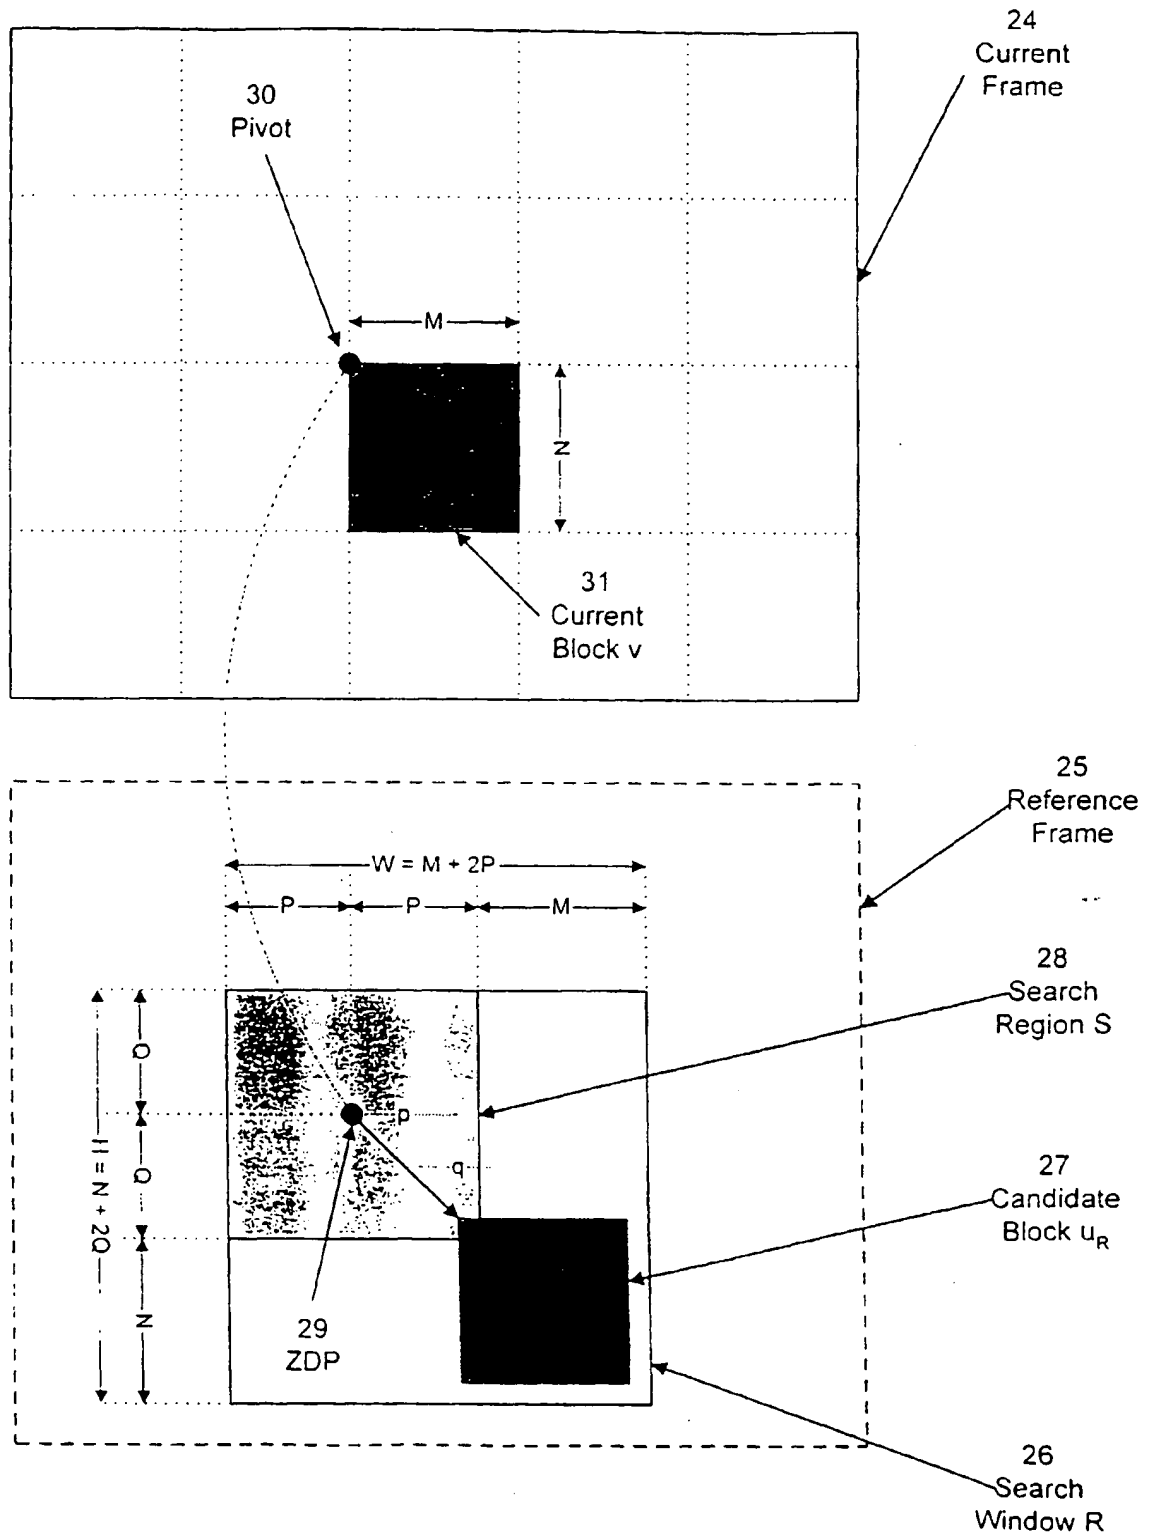 24
Current
Frame
30
Pivot
M
N
31
Current
Block v
25
Reference
Frame
W = M + 2P
P
P
M
28
Search
Region S
Q
p
H = N + 2Q
Q
q
27
Candidate
Block uR
N
29
ZDP
26
Search
Window R